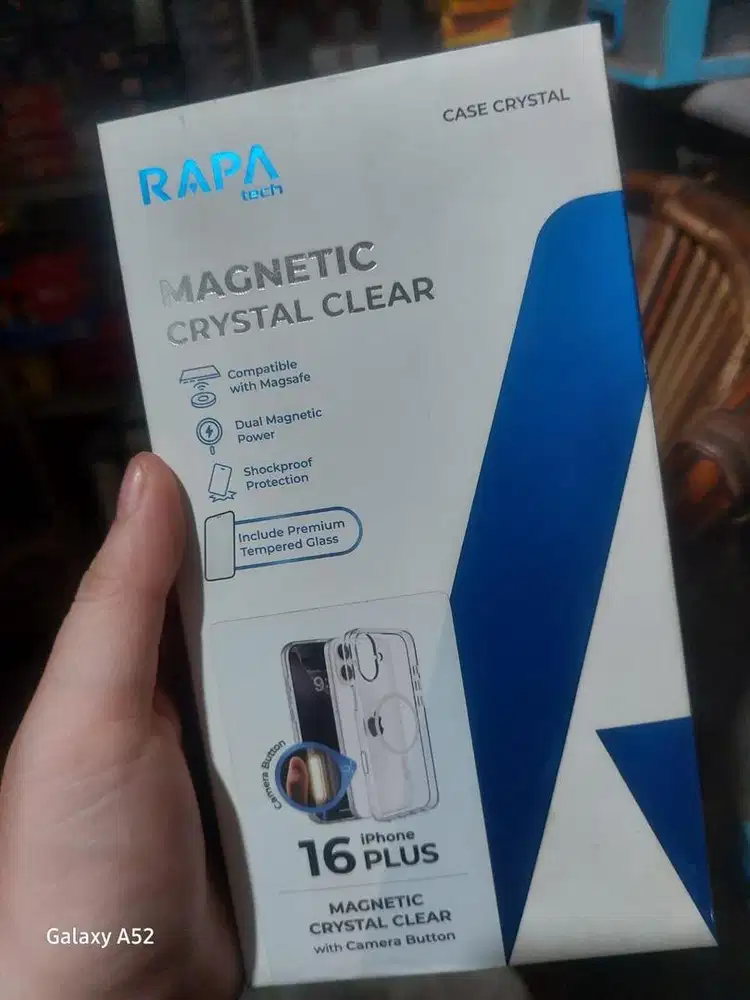 CASE CRYSTAL
RAPA
tech
MAGNETIC
CRYSTAL CLEAR
Compatible
with Magsafe
Dual Magnetic
Power
Shockproof
Protection
Include Premium
Tempered Glass
Camera Button
16 iPhone
PLUS
MAGNETIC
CRYSTAL CLEAR
with Camera Button
Galaxy A52